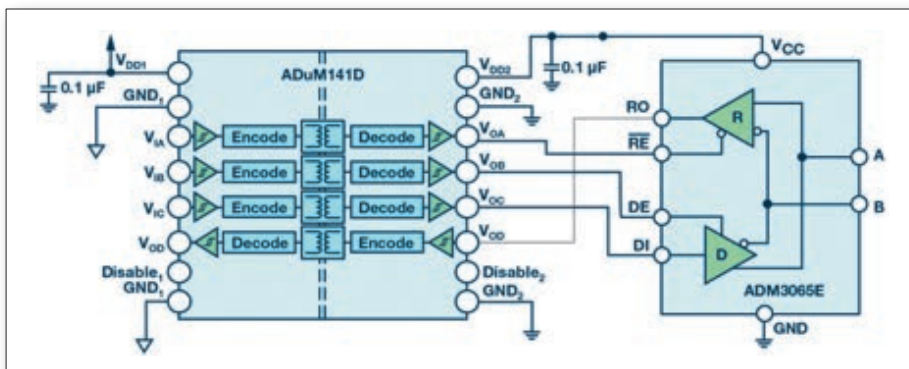 V_CC
V_DD1
ADuM141D
V_DD2
0.1 µF
0.1 µF
GND_1
GND_2
RO
R
V_IA
Encode
Decode
V_OA
RE
A
V_IB
Encode
Decode
V_OB
B
V_IC
Encode
Decode
V_OC
DE
V_OD
Decode
Encode
V_OD
DI
D
Disable_1
Disable_2
ADM3065E
GND_1
GND_2
GND